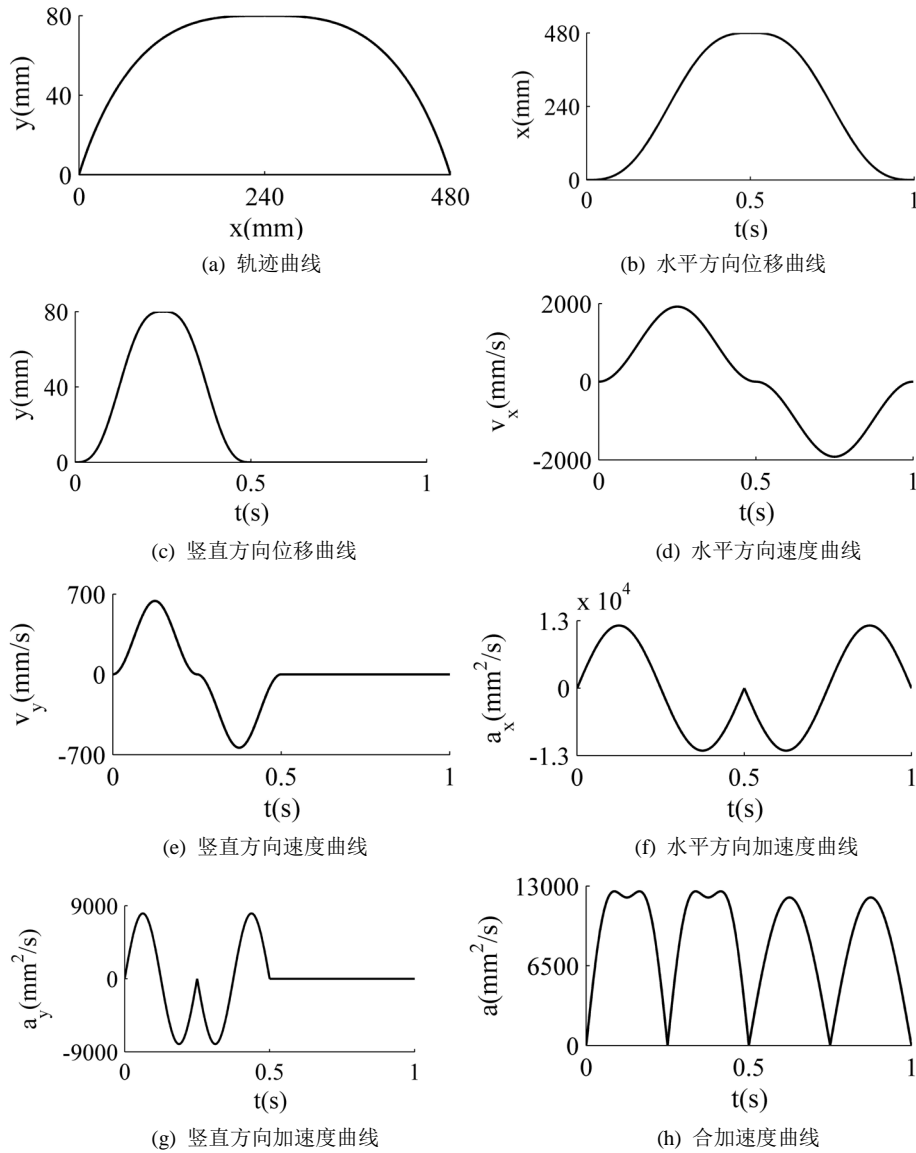 80
40
0
y(mm)
0
240
480
x(mm)
(a) 轨迹曲线
480
240
0
x(mm)
0
0.5
1
t(s)
(b) 水平方向位移曲线
80
40
0
y(mm)
0
0.5
1
t(s)
(c) 竖直方向位移曲线
2000
0
-2000
v_x(mm/s)
0
0.5
1
t(s)
(d) 水平方向速度曲线
700
0
-700
v_y(mm/s)
0
0.5
1
t(s)
(e) 竖直方向速度曲线
x 10^4
1.3
0
-1.3
a_x(mm^2/s)
0
0.5
1
t(s)
(f) 水平方向加速度曲线
9000
0
-9000
a_y(mm^2/s)
0
0.5
1
t(s)
(g) 竖直方向加速度曲线
13000
6500
0
a(mm^2/s)
0
0.5
1
t(s)
(h) 合加速度曲线